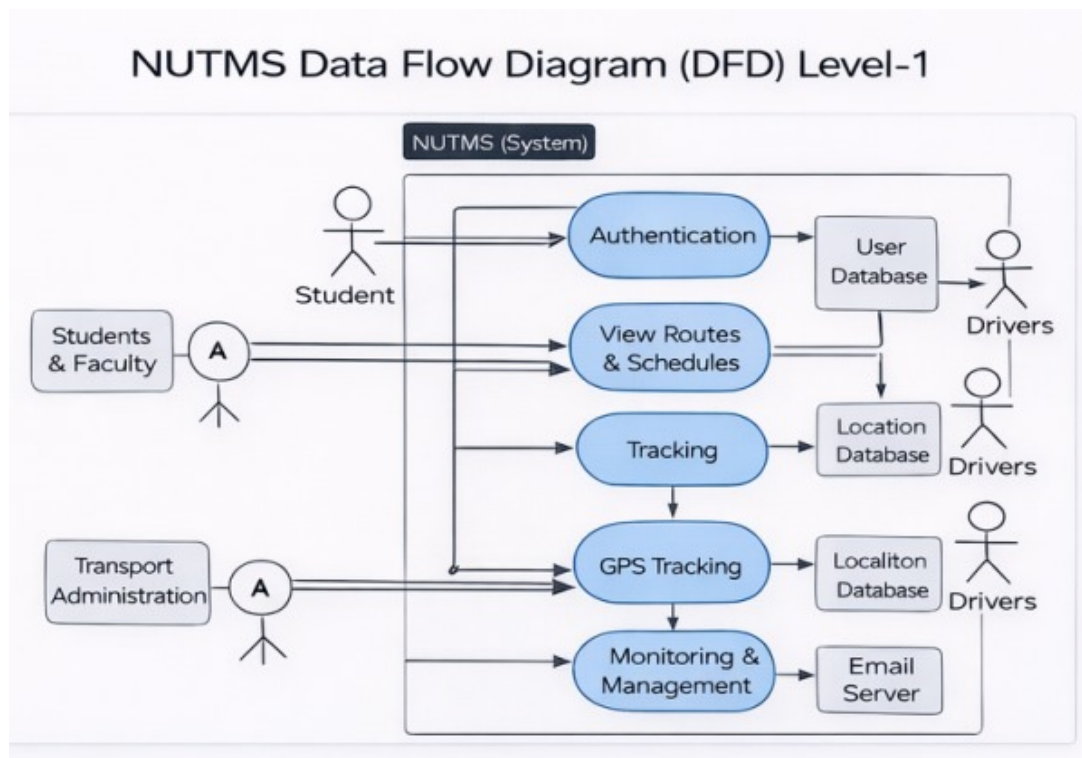 NUTMS Data Flow Diagram (DFD) Level-1
NUTMS (System)
Student
Students
& Faculty
A
Transport
Administration
A
Authentication
View Routes
& Schedules
Tracking
GPS Tracking
Monitoring &
Management
User
Database
Drivers
Location
Database
Drivers
Localiton
Database
Drivers
Email
Server